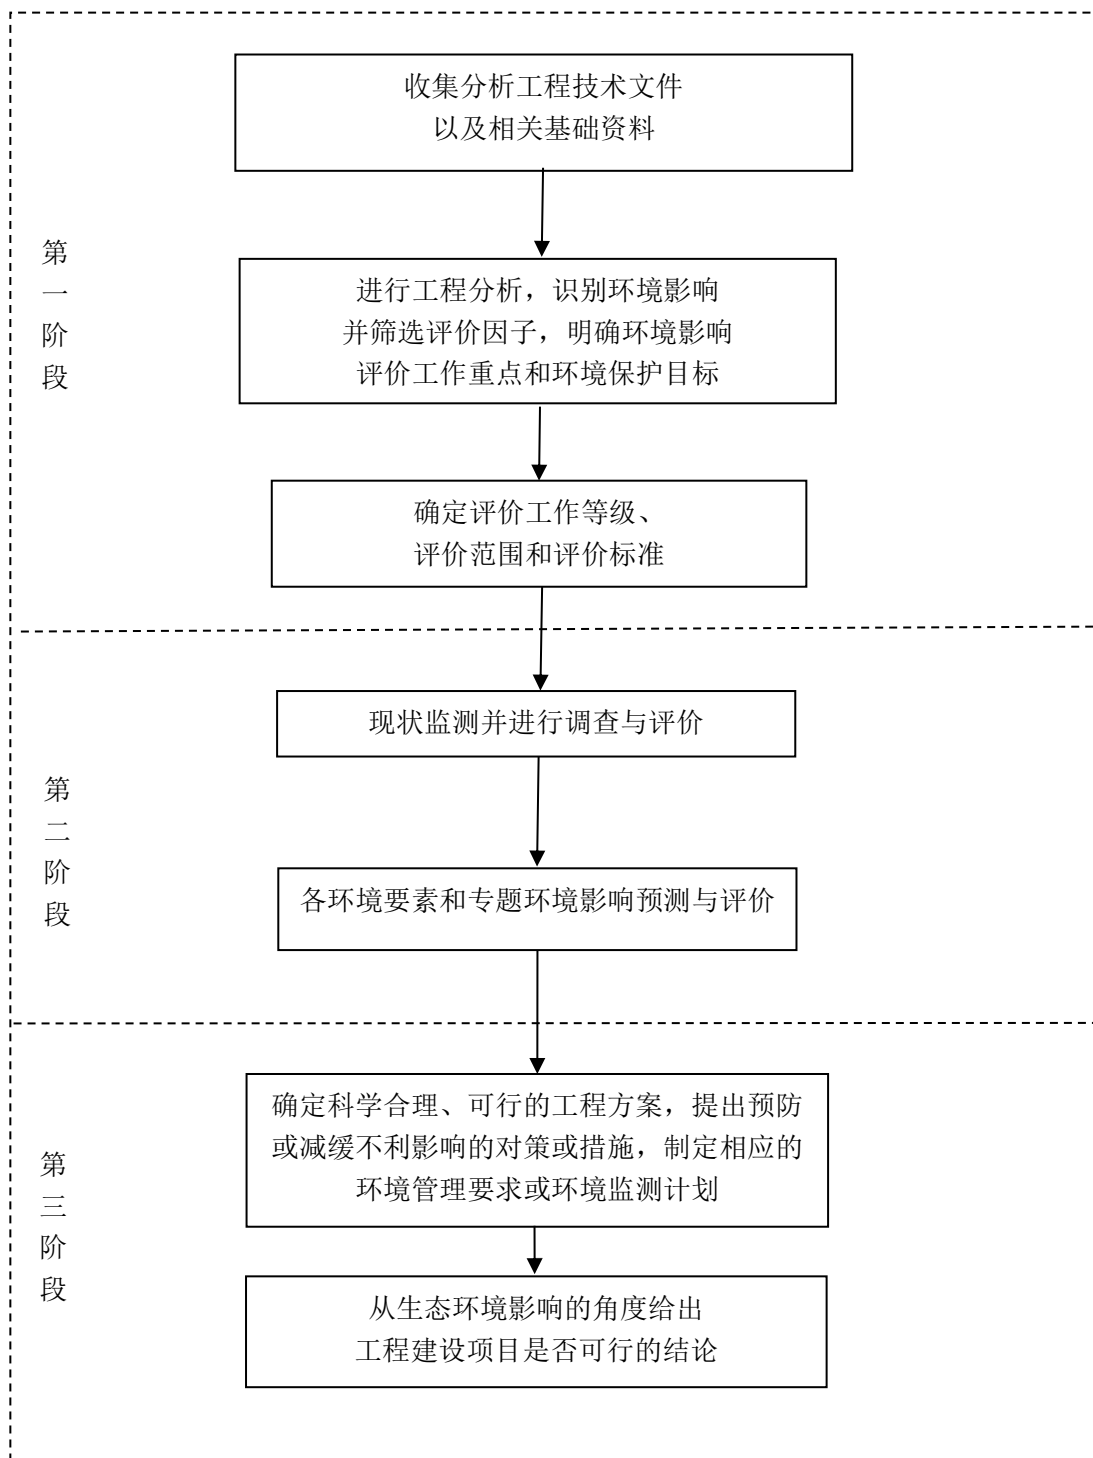 收集分析工程技术文件
以及相关基础资料
第一阶段
进行工程分析，识别环境影响
并筛选评价因子，明确环境影响
评价工作重点和环境保护目标
确定评价工作等级、
评价范围和评价标准
现状监测并进行调查与评价
第二阶段
各环境要素和专题环境影响预测与评价
确定科学合理、可行的工程方案，提出预防
或减缓不利影响的对策或措施，制定相应的
环境管理要求或环境监测计划
第三阶段
从生态环境影响的角度给出
工程建设项目是否可行的结论